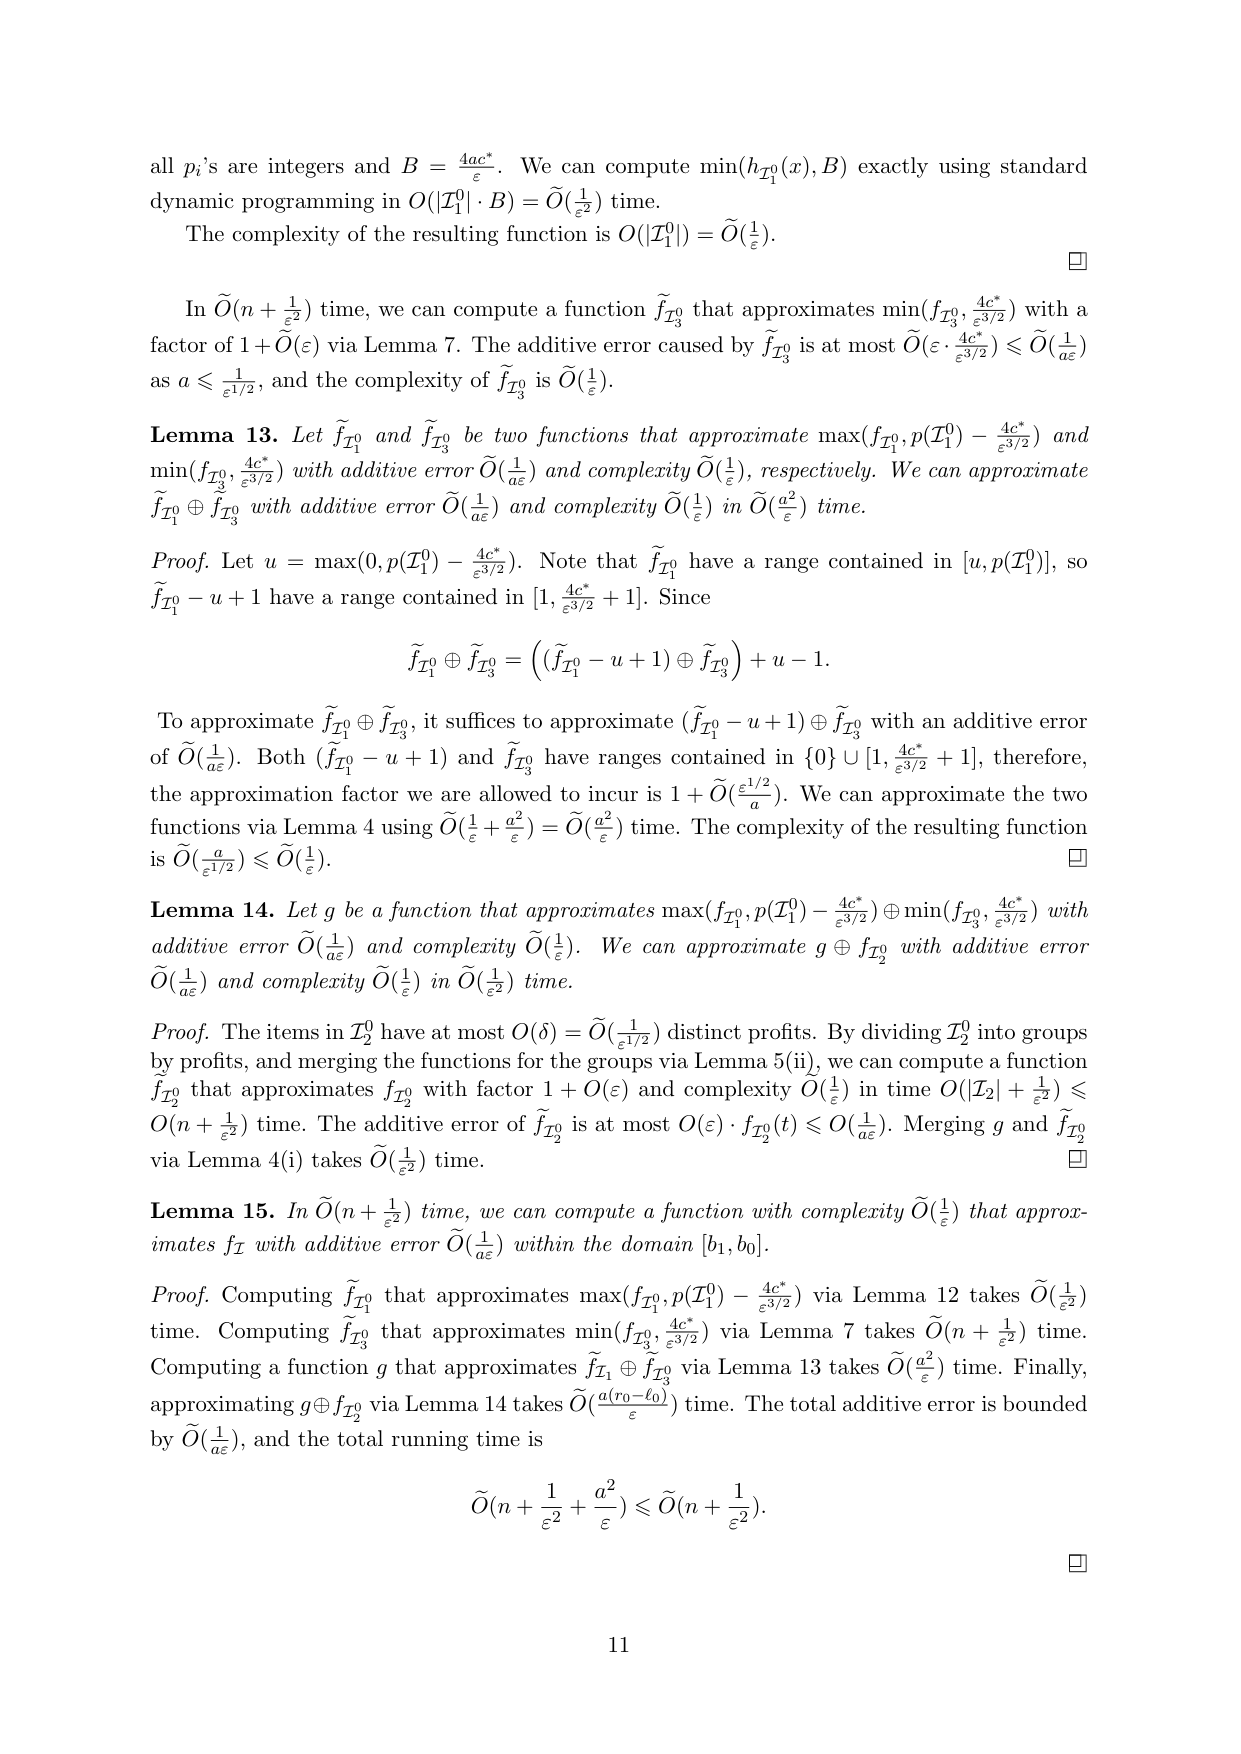 all $p_i$'s are integers and $B = \frac{4ac^*}{\varepsilon}$. We can compute $\min(h_{\mathcal{I}_1^0}(x), B)$ exactly using standard
dynamic programming in $O(|\mathcal{I}_1^0| \cdot B) = \widetilde{O}(\frac{1}{\varepsilon^2})$ time.
The complexity of the resulting function is $O(|\mathcal{I}_1^0|) = \widetilde{O}(\frac{1}{\varepsilon})$.
In $\widetilde{O}(n + \frac{1}{\varepsilon^2})$ time, we can compute a function $\widetilde{f}_{\mathcal{I}_3^0}$ that approximates $\min(f_{\mathcal{I}_3^0}, \frac{4c^*}{\varepsilon^{3/2}})$ with a
factor of $1 + \widetilde{O}(\varepsilon)$ via Lemma 7. The additive error caused by $\widetilde{f}_{\mathcal{I}_3^0}$ is at most $\widetilde{O}(\varepsilon \cdot \frac{4c^*}{\varepsilon^{3/2}}) \leqslant \widetilde{O}(\frac{1}{a\varepsilon})$
as $a \leqslant \frac{1}{\varepsilon^{1/2}}$, and the complexity of $\widetilde{f}_{\mathcal{I}_3^0}$ is $\widetilde{O}(\frac{1}{\varepsilon})$.
Lemma 13. Let $\widetilde{f}_{\mathcal{I}_1^0}$ and $\widetilde{f}_{\mathcal{I}_3^0}$ be two functions that approximate $\max(f_{\mathcal{I}_1^0}, p(\mathcal{I}_1^0) - \frac{4c^*}{\varepsilon^{3/2}})$ and
$\min(f_{\mathcal{I}_3^0}, \frac{4c^*}{\varepsilon^{3/2}})$ with additive error $\widetilde{O}(\frac{1}{a\varepsilon})$ and complexity $\widetilde{O}(\frac{1}{\varepsilon})$, respectively. We can approximate
$\widetilde{f}_{\mathcal{I}_1^0} \oplus \widetilde{f}_{\mathcal{I}_3^0}$ with additive error $\widetilde{O}(\frac{1}{a\varepsilon})$ and complexity $\widetilde{O}(\frac{1}{\varepsilon})$ in $\widetilde{O}(\frac{a^2}{\varepsilon})$ time.
Proof. Let $u = \max(0, p(\mathcal{I}_1^0) - \frac{4c^*}{\varepsilon^{3/2}})$. Note that $\widetilde{f}_{\mathcal{I}_1^0}$ have a range contained in $[u, p(\mathcal{I}_1^0)]$, so
$\widetilde{f}_{\mathcal{I}_1^0} - u + 1$ have a range contained in $[1, \frac{4c^*}{\varepsilon^{3/2}} + 1]$. Since
$\widetilde{f}_{\mathcal{I}_1^0} \oplus \widetilde{f}_{\mathcal{I}_3^0} = \left((\widetilde{f}_{\mathcal{I}_1^0} - u + 1) \oplus \widetilde{f}_{\mathcal{I}_3^0}\right) + u - 1.$
To approximate $\widetilde{f}_{\mathcal{I}_1^0} \oplus \widetilde{f}_{\mathcal{I}_3^0}$, it suffices to approximate $(\widetilde{f}_{\mathcal{I}_1^0} - u + 1) \oplus \widetilde{f}_{\mathcal{I}_3^0}$ with an additive error
of $\widetilde{O}(\frac{1}{a\varepsilon})$. Both $(\widetilde{f}_{\mathcal{I}_1^0} - u + 1)$ and $\widetilde{f}_{\mathcal{I}_3^0}$ have ranges contained in $\{0\} \cup [1, \frac{4c^*}{\varepsilon^{3/2}} + 1]$, therefore,
the approximation factor we are allowed to incur is $1 + \widetilde{O}(\frac{\varepsilon^{1/2}}{a})$. We can approximate the two
functions via Lemma 4 using $\widetilde{O}(\frac{1}{\varepsilon} + \frac{a^2}{\varepsilon}) = \widetilde{O}(\frac{a^2}{\varepsilon})$ time. The complexity of the resulting function
is $\widetilde{O}(\frac{a}{\varepsilon^{1/2}}) \leqslant \widetilde{O}(\frac{1}{\varepsilon})$.
Lemma 14. Let $g$ be a function that approximates $\max(f_{\mathcal{I}_1^0}, p(\mathcal{I}_1^0) - \frac{4c^*}{\varepsilon^{3/2}}) \oplus \min(f_{\mathcal{I}_3^0}, \frac{4c^*}{\varepsilon^{3/2}})$ with
additive error $\widetilde{O}(\frac{1}{a\varepsilon})$ and complexity $\widetilde{O}(\frac{1}{\varepsilon})$. We can approximate $g \oplus f_{\mathcal{I}_2^0}$ with additive error
$\widetilde{O}(\frac{1}{a\varepsilon})$ and complexity $\widetilde{O}(\frac{1}{\varepsilon})$ in $\widetilde{O}(\frac{1}{\varepsilon^2})$ time.
Proof. The items in $\mathcal{I}_2^0$ have at most $O(\delta) = \widetilde{O}(\frac{1}{\varepsilon^{1/2}})$ distinct profits. By dividing $\mathcal{I}_2^0$ into groups
by profits, and merging the functions for the groups via Lemma 5(ii), we can compute a function
$\widetilde{f}_{\mathcal{I}_2^0}$ that approximates $f_{\mathcal{I}_2^0}$ with factor $1 + O(\varepsilon)$ and complexity $\widetilde{O}(\frac{1}{\varepsilon})$ in time $O(|\mathcal{I}_2| + \frac{1}{\varepsilon^2}) \leqslant$
$O(n + \frac{1}{\varepsilon^2})$ time. The additive error of $\widetilde{f}_{\mathcal{I}_2^0}$ is at most $O(\varepsilon) \cdot f_{\mathcal{I}_2^0}(t) \leqslant O(\frac{1}{a\varepsilon})$. Merging $g$ and $\widetilde{f}_{\mathcal{I}_2^0}$
via Lemma 4(i) takes $\widetilde{O}(\frac{1}{\varepsilon^2})$ time.
Lemma 15. In $\widetilde{O}(n + \frac{1}{\varepsilon^2})$ time, we can compute a function with complexity $\widetilde{O}(\frac{1}{\varepsilon})$ that approx-
imates $f_{\mathcal{I}}$ with additive error $\widetilde{O}(\frac{1}{a\varepsilon})$ within the domain $[b_1, b_0]$.
Proof. Computing $\widetilde{f}_{\mathcal{I}_1^0}$ that approximates $\max(f_{\mathcal{I}_1^0}, p(\mathcal{I}_1^0) - \frac{4c^*}{\varepsilon^{3/2}})$ via Lemma 12 takes $\widetilde{O}(\frac{1}{\varepsilon^2})$
time. Computing $\widetilde{f}_{\mathcal{I}_3^0}$ that approximates $\min(f_{\mathcal{I}_3^0}, \frac{4c^*}{\varepsilon^{3/2}})$ via Lemma 7 takes $\widetilde{O}(n + \frac{1}{\varepsilon^2})$ time.
Computing a function $g$ that approximates $\widetilde{f}_{\mathcal{I}_1} \oplus \widetilde{f}_{\mathcal{I}_3^0}$ via Lemma 13 takes $\widetilde{O}(\frac{a^2}{\varepsilon})$ time. Finally,
approximating $g \oplus f_{\mathcal{I}_2^0}$ via Lemma 14 takes $\widetilde{O}(\frac{a(r_0 - \ell_0)}{\varepsilon})$ time. The total additive error is bounded
by $\widetilde{O}(\frac{1}{a\varepsilon})$, and the total running time is
$\widetilde{O}(n + \frac{1}{\varepsilon^2} + \frac{a^2}{\varepsilon}) \leqslant \widetilde{O}(n + \frac{1}{\varepsilon^2}).$
11